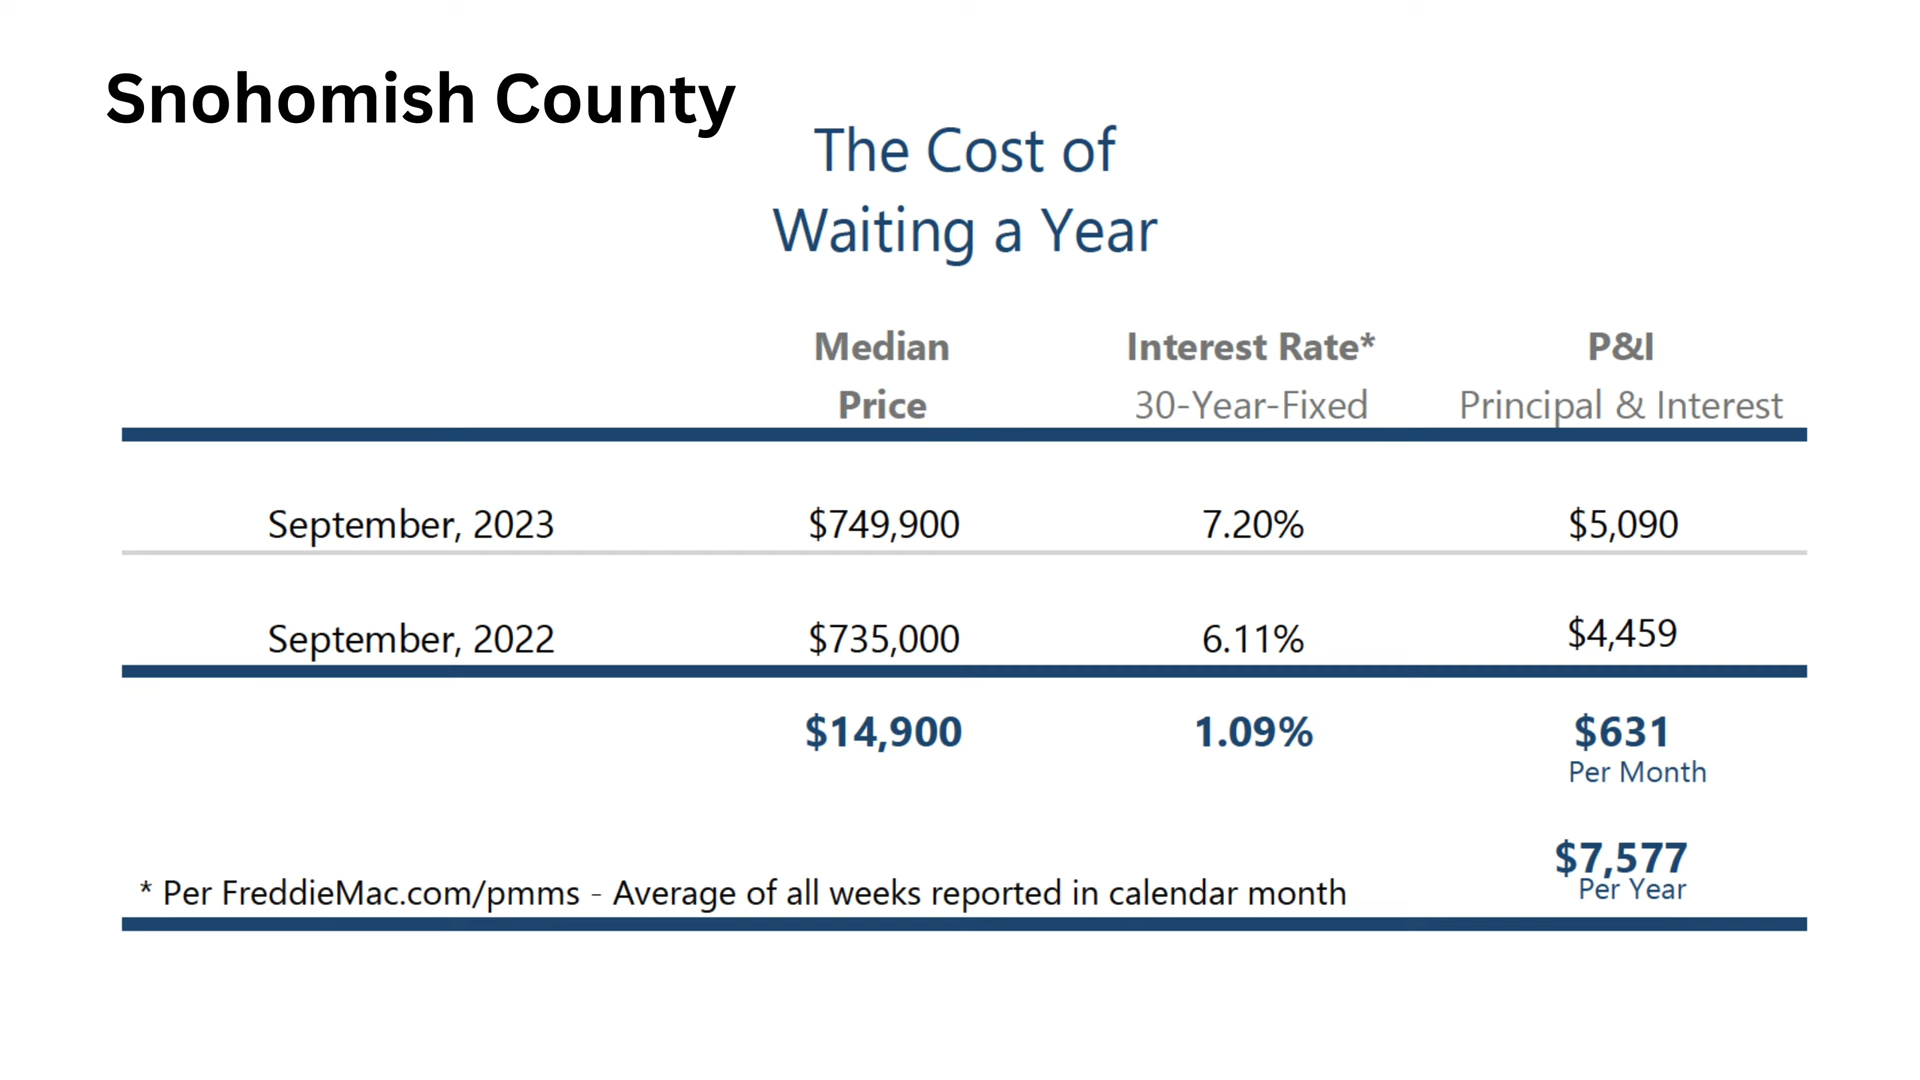 Snohomish County
The Cost of
Waiting a Year
Median Interest Rate* P&I
Price 30-Year-Fixed Principal & Interest
September, 2023 $749,900 7.20% $5,090
September, 2022 $735,000 6.11% $4,459
$14,900 1.09% $631
Per Month
$7,577
* Per FreddieMac.com/pmms - Average of all weeks reported in calendar month Per Year